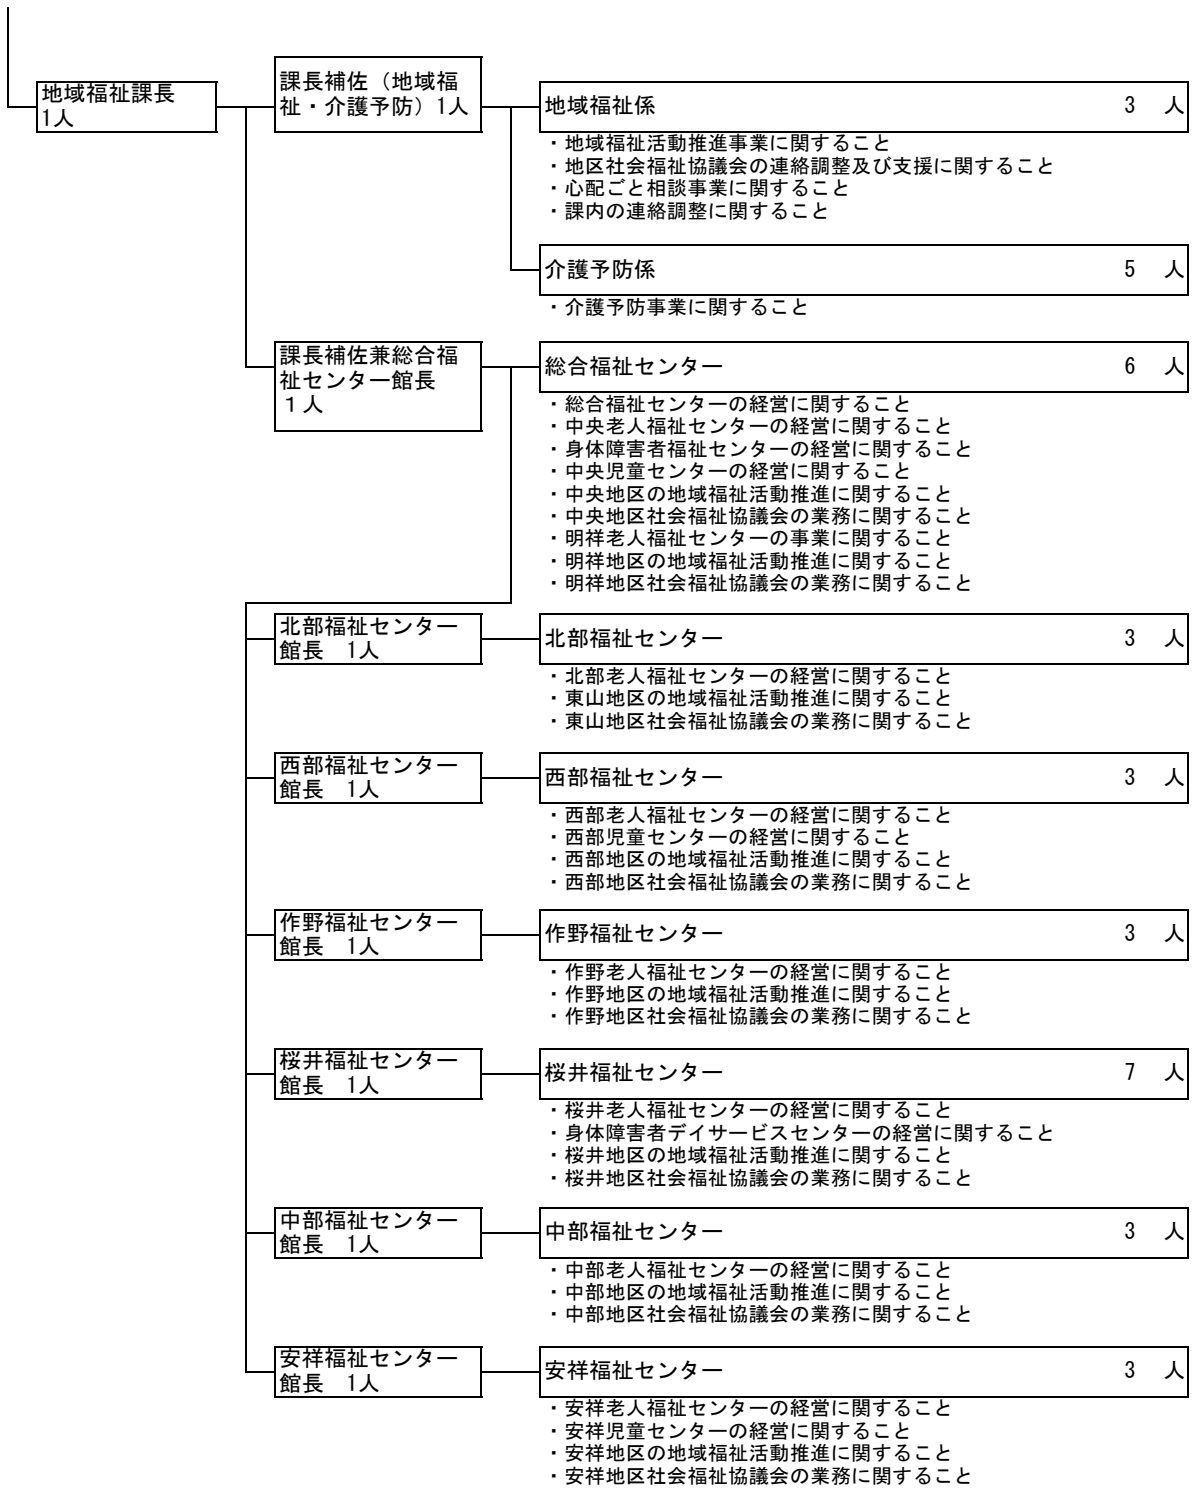 地域福祉課長
1人
課長補佐（地域福
祉・介護予防）1人
地域福祉係 3 人
・地域福祉活動推進事業に関すること
・地区社会福祉協議会の連絡調整及び支援に関すること
・心配ごと相談事業に関すること
・課内の連絡調整に関すること
介護予防係 5 人
・介護予防事業に関すること
課長補佐兼総合福
祉センター館長
１人
総合福祉センター 6 人
・総合福祉センターの経営に関すること
・中央老人福祉センターの経営に関すること
・身体障害者福祉センターの経営に関すること
・中央児童センターの経営に関すること
・中央地区の地域福祉活動推進に関すること
・中央地区社会福祉協議会の業務に関すること
・明祥老人福祉センターの事業に関すること
・明祥地区の地域福祉活動推進に関すること
・明祥地区社会福祉協議会の業務に関すること
北部福祉センター
館長　1人
北部福祉センター 3 人
・北部老人福祉センターの経営に関すること
・東山地区の地域福祉活動推進に関すること
・東山地区社会福祉協議会の業務に関すること
西部福祉センター
館長　1人
西部福祉センター 3 人
・西部老人福祉センターの経営に関すること
・西部児童センターの経営に関すること
・西部地区の地域福祉活動推進に関すること
・西部地区社会福祉協議会の業務に関すること
作野福祉センター
館長　1人
作野福祉センター 3 人
・作野老人福祉センターの経営に関すること
・作野地区の地域福祉活動推進に関すること
・作野地区社会福祉協議会の業務に関すること
桜井福祉センター
館長　1人
桜井福祉センター 7 人
・桜井老人福祉センターの経営に関すること
・身体障害者デイサービスセンターの経営に関すること
・桜井地区の地域福祉活動推進に関すること
・桜井地区社会福祉協議会の業務に関すること
中部福祉センター
館長　1人
中部福祉センター 3 人
・中部老人福祉センターの経営に関すること
・中部地区の地域福祉活動推進に関すること
・中部地区社会福祉協議会の業務に関すること
安祥福祉センター
館長　1人
安祥福祉センター 3 人
・安祥老人福祉センターの経営に関すること
・安祥児童センターの経営に関すること
・安祥地区の地域福祉活動推進に関すること
・安祥地区社会福祉協議会の業務に関すること